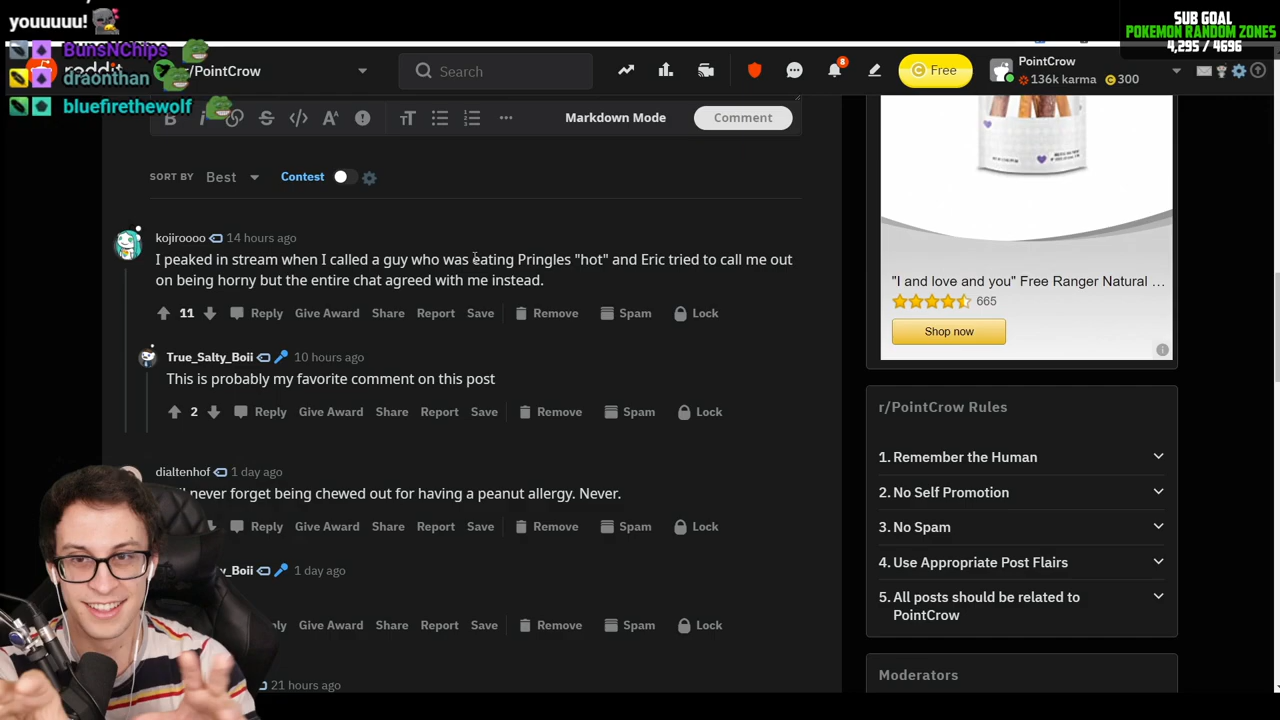 youuuuu!
SUB GOAL
POKEMON RANDOM ZONES
4,295 / 4696
BunsNChips
draonthan
bluefirethewolf
r/PointCrow
Search
8
Free
PointCrow
136k karma
300
Markdown Mode
Comment
SORT BY Best
Contest
kojiroooo 14 hours ago
I peaked in stream when I called a guy who was eating Pringles "hot" and Eric tried to call me out
on being horny but the entire chat agreed with me instead.
11 Reply Give Award Share Report Save Remove Spam Lock
True_Salty_Boii 10 hours ago
This is probably my favorite comment on this post
2 Reply Give Award Share Report Save Remove Spam Lock
dialtenhof 1 day ago
never forget being chewed out for having a peanut allergy. Never.
Reply Give Award Share Report Save Remove Spam Lock
y_Boii 1 day ago
Give Award Share Report Save Remove Spam Lock
21 hours ago
"I and love and you" Free Ranger Natural …
665
Shop now
r/PointCrow Rules
1. Remember the Human
2. No Self Promotion
3. No Spam
4. Use Appropriate Post Flairs
5. All posts should be related to
PointCrow
Moderators